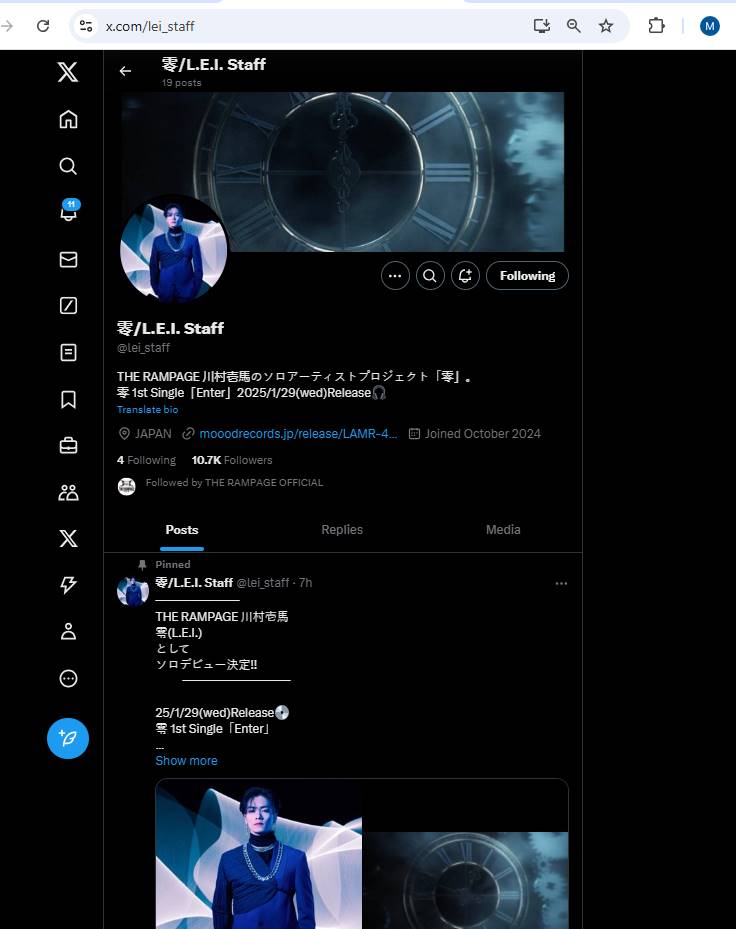 x.com/lei_staff
M
零/L.E.I. Staff
19 posts
11
Following
零/L.E.I. Staff
@lei_staff
THE RAMPAGE 川村壱馬のソロアーティストプロジェクト「零」。
零 1st Single「Enter」2025/1/29(wed)Release🎧
Translate bio
JAPAN mooodrecords.jp/release/LAMR-4… Joined October 2024
4 Following 10.7K Followers
Followed by THE RAMPAGE OFFICIAL
Posts Replies Media
Pinned
零/L.E.I. Staff @lei_staff · 7h
THE RAMPAGE 川村壱馬
零(L.E.I.)
として
ソロデビュー決定!!
25/1/29(wed)Release💿
零 1st Single「Enter」
...
Show more